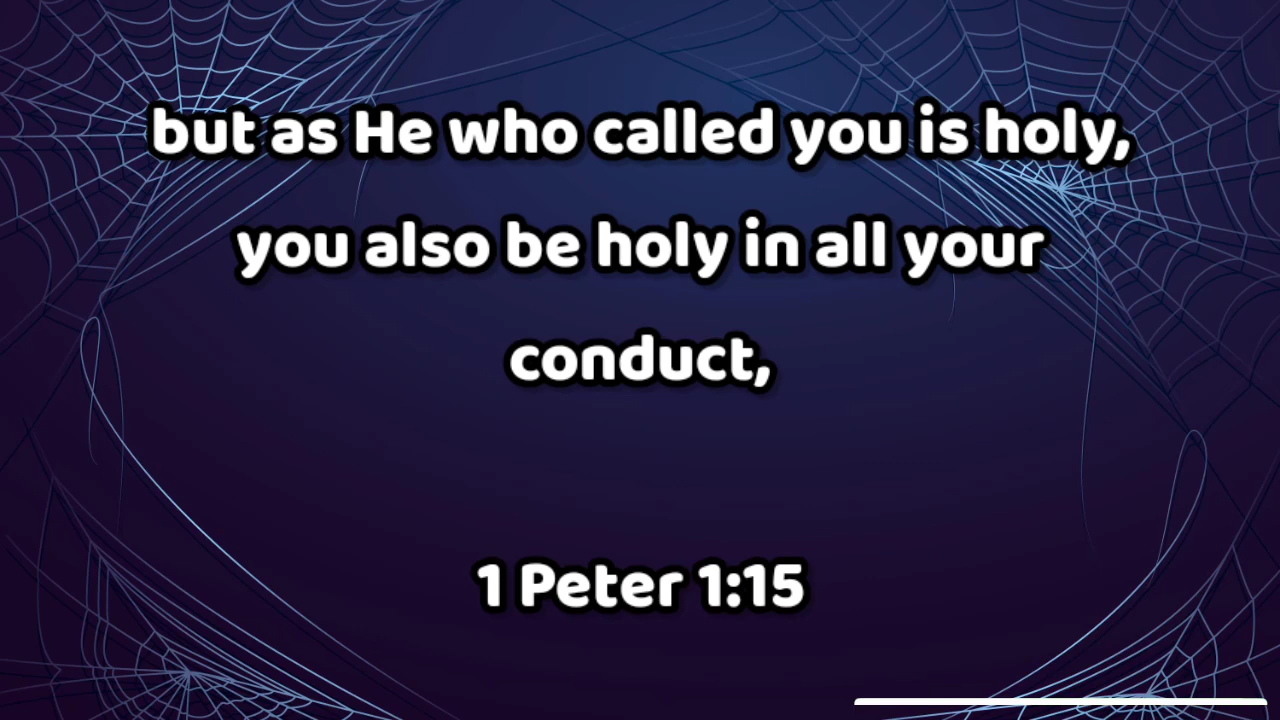 but as He who called you is holy,
you also be holy in all your
conduct,
1 Peter 1:15